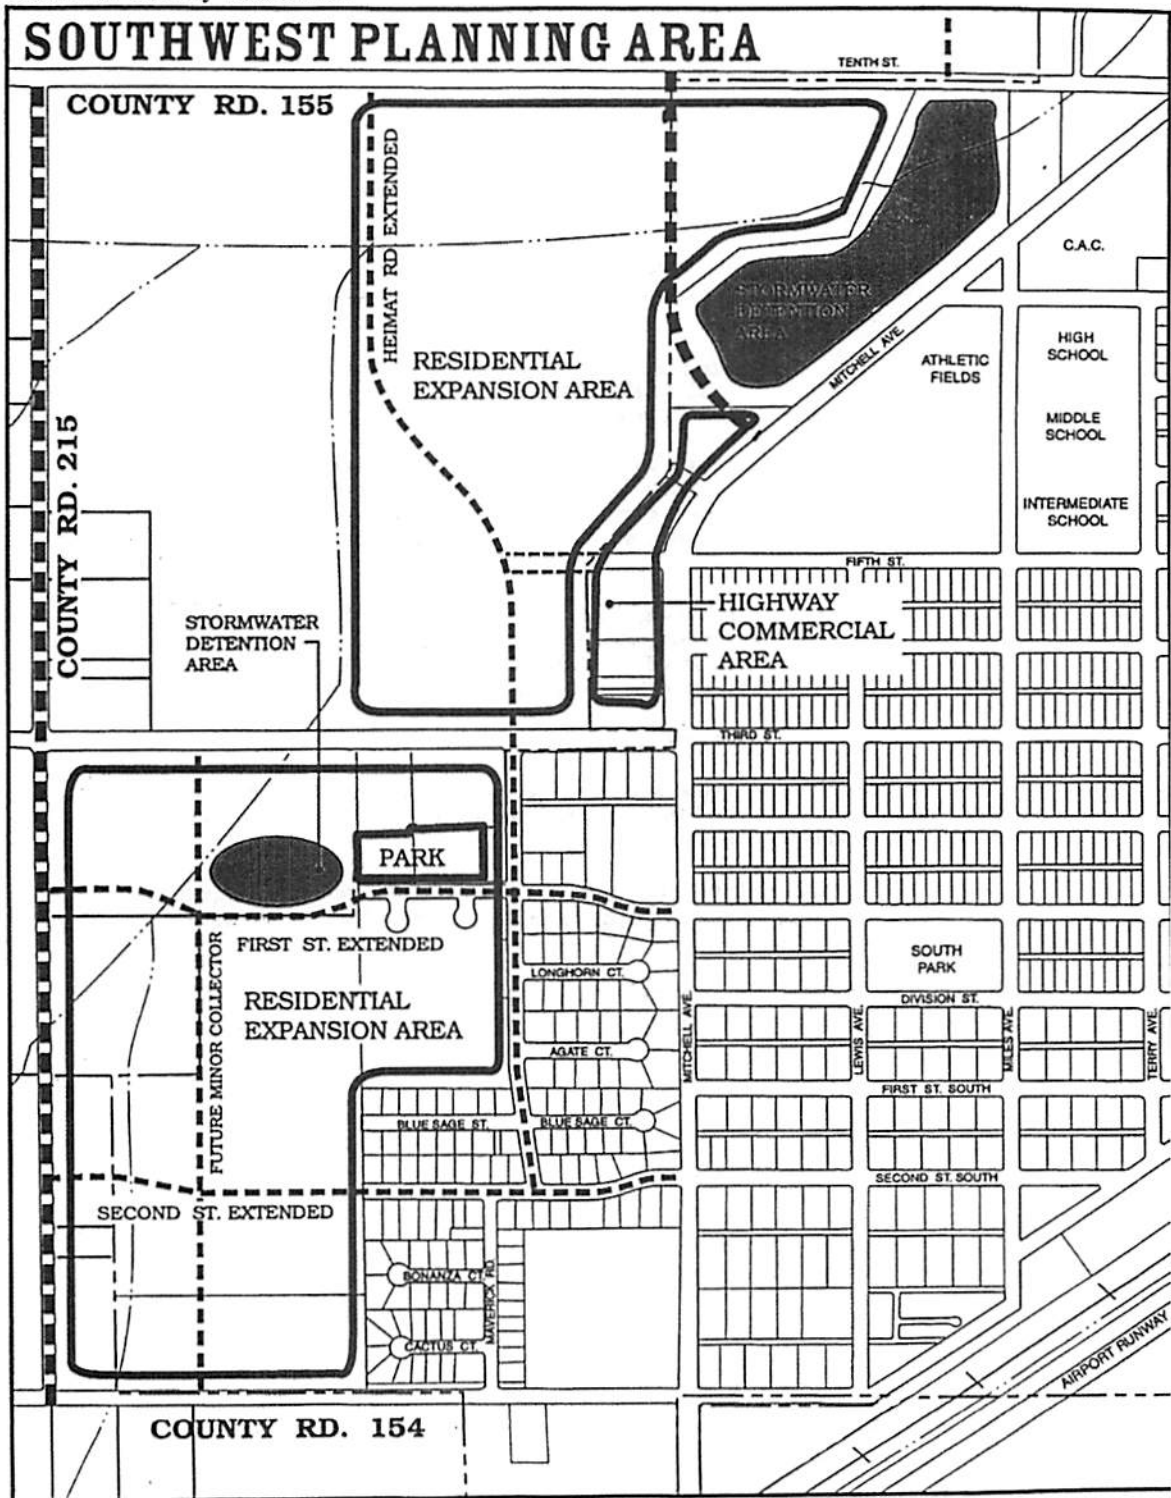 SOUTHWEST PLANNING AREA
TENTH ST.
COUNTY RD. 155
HEIMAT RD EXTENDED
C.A.C.
STORMWATER
DETENTION
AREA
MITCHELL AVE.
HIGH
SCHOOL
ATHLETIC
FIELDS
RESIDENTIAL
EXPANSION AREA
MIDDLE
SCHOOL
COUNTY RD. 215
INTERMEDIATE
SCHOOL
FIFTH ST.
HIGHWAY
COMMERCIAL
AREA
STORMWATER
DETENTION
AREA
THIRD ST.
PARK
FIRST ST. EXTENDED
FUTURE MINOR COLLECTOR
SOUTH
PARK
LONGHORN CT.
RESIDENTIAL
EXPANSION AREA
DIVISION ST.
MITCHELL AVE.
LEWIS AVE.
MILES AVE.
TERRY AVE.
AGATE CT.
FIRST ST. SOUTH
BLUE SAGE ST.
BLUE SAGE CT.
SECOND ST. SOUTH
SECOND ST. EXTENDED
BONANZA CT.
MAVERICK RD.
CACTUS CT.
AIRPORT RUNWAY
COUNTY RD. 154